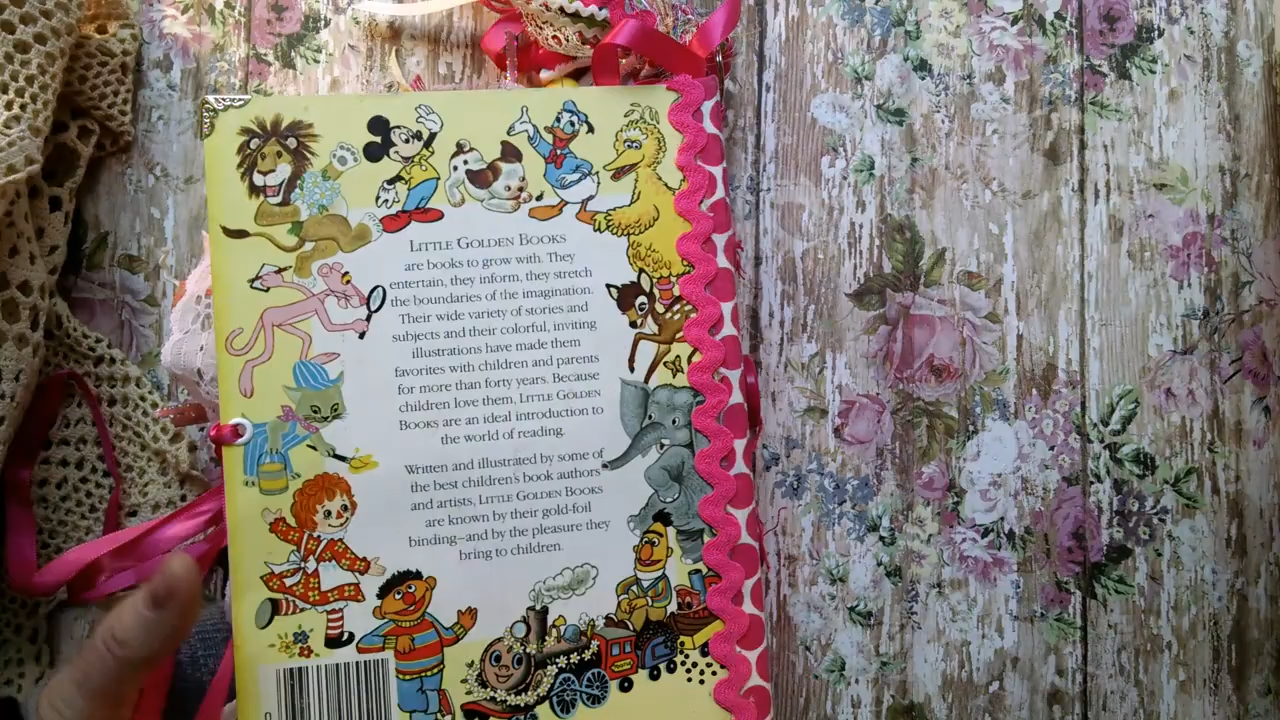 LITTLE GOLDEN BOOKS
are books to grow with. They
entertain, they inform, they stretch
the boundaries of the imagination.
Their wide variety of stories and
subjects and their colorful, inviting
illustrations have made them
favorites with children and parents
for more than forty years. Because
children love them, LITTLE GOLDEN
BOOKS are an ideal introduction to
the world of reading.
Written and illustrated by some of
the best children's book authors
and artists, LITTLE GOLDEN BOOKS
are known by their gold-foil
binding–and by the pleasure they
bring to children.